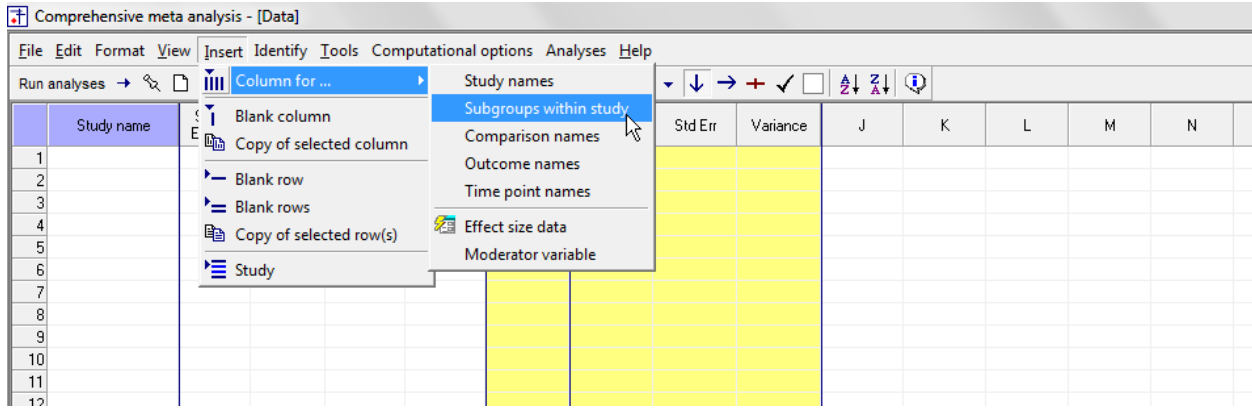 Comprehensive meta analysis - [Data]
File Edit Format View Insert Identify Tools Computational options Analyses Help
Run analyses
Column for ...
Blank column
Copy of selected column
Blank row
Blank rows
Copy of selected row(s)
Study
Study names
Subgroups within study
Comparison names
Outcome names
Time point names
Effect size data
Moderator variable
Study name Std Err Variance J K L M N
1
2
3
4
5
6
7
8
9
10
11
12